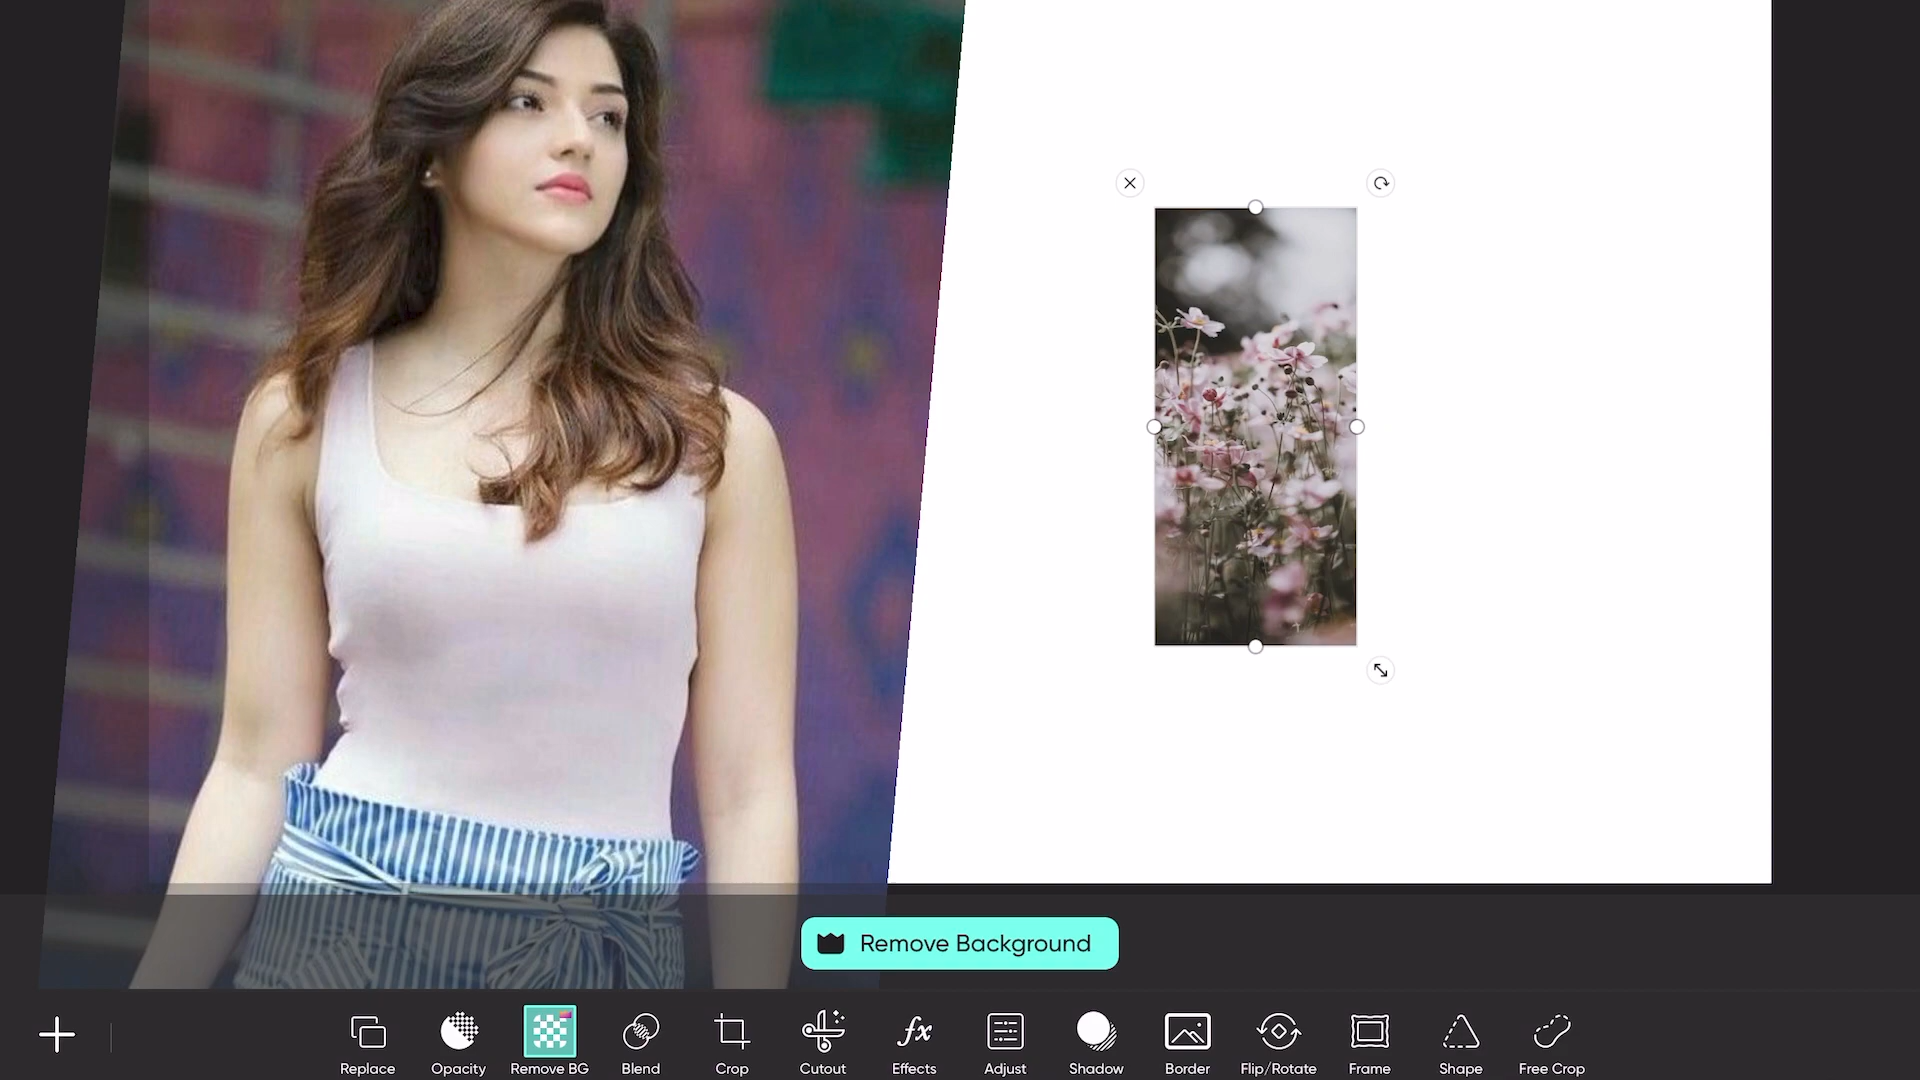 Remove Background
Replace
Opacity
Remove BG
Blend
Crop
Cutout
fx
Effects
Adjust
Shadow
Border
Flip/Rotate
Frame
Shape
Free Crop